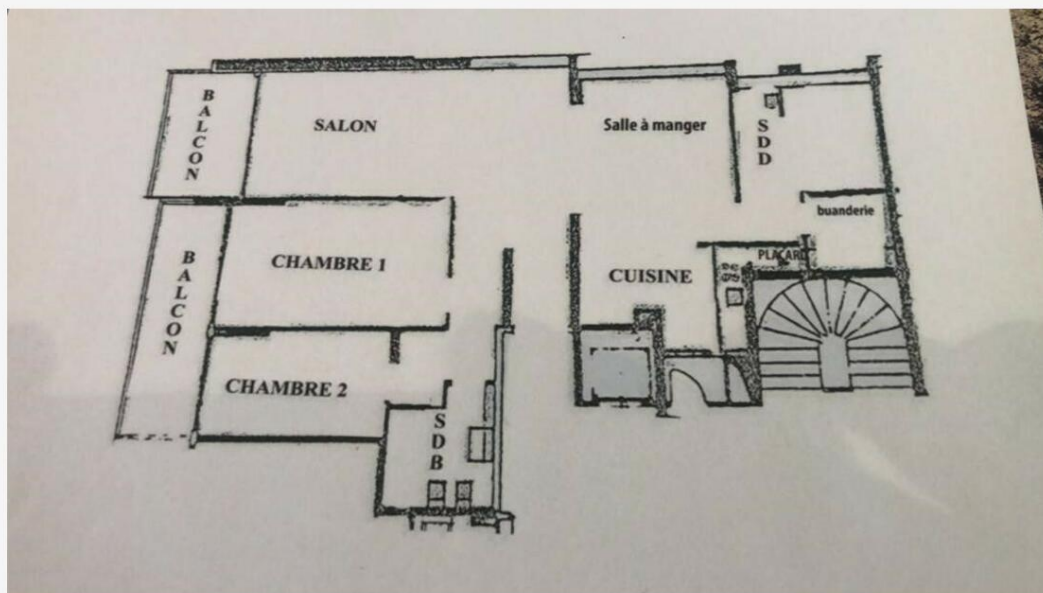 BALCON
SALON
Salle à manger
SDD
buanderie
BALCON
CHAMBRE 1
CUISINE
PLACARD
CHAMBRE 2
SDB